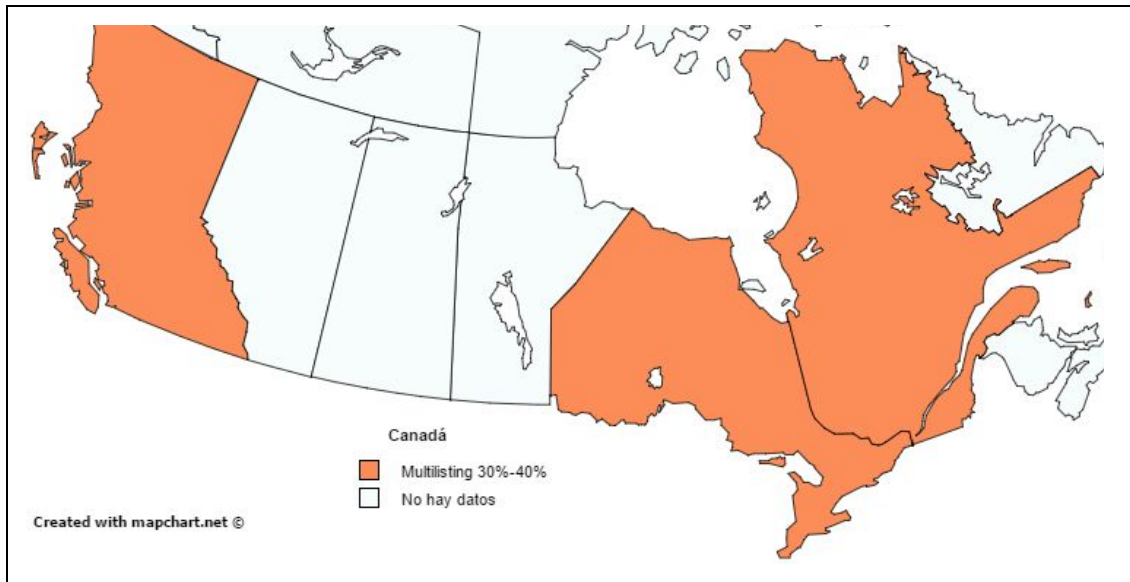 Canadá
Multilisting 30%-40%
No hay datos
Created with mapchart.net ©